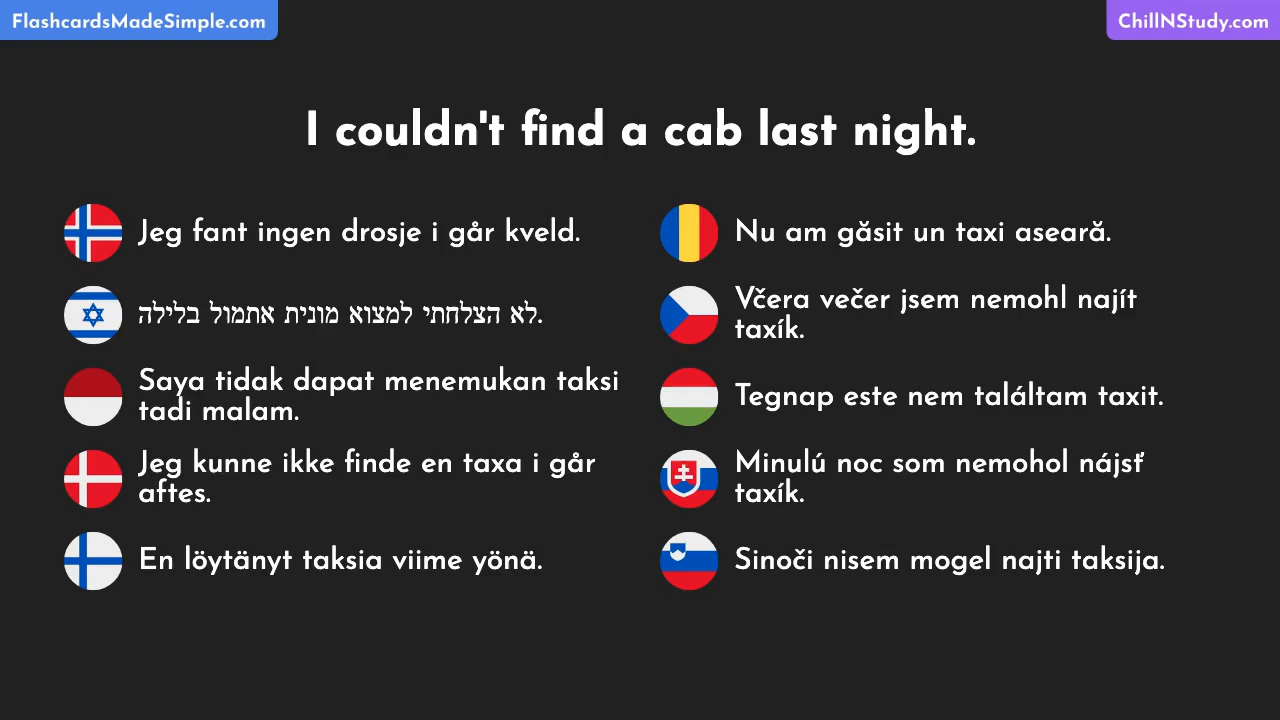 FlashcardsMadeSimple.com
ChillNStudy.com
I couldn't find a cab last night.
Jeg fant ingen drosje i går kveld.
לא הצלחתי למצוא מונית אתמול בלילה.
Saya tidak dapat menemukan taksi
tadi malam.
Jeg kunne ikke finde en taxa i går
aftes.
En löytänyt taksia viime yönä.
Nu am găsit un taxi aseară.
Včera večer jsem nemohl najít
taxík.
Tegnap este nem találtam taxit.
Minulú noc som nemohol nájsť
taxík.
Sinoči nisem mogel najti taksija.